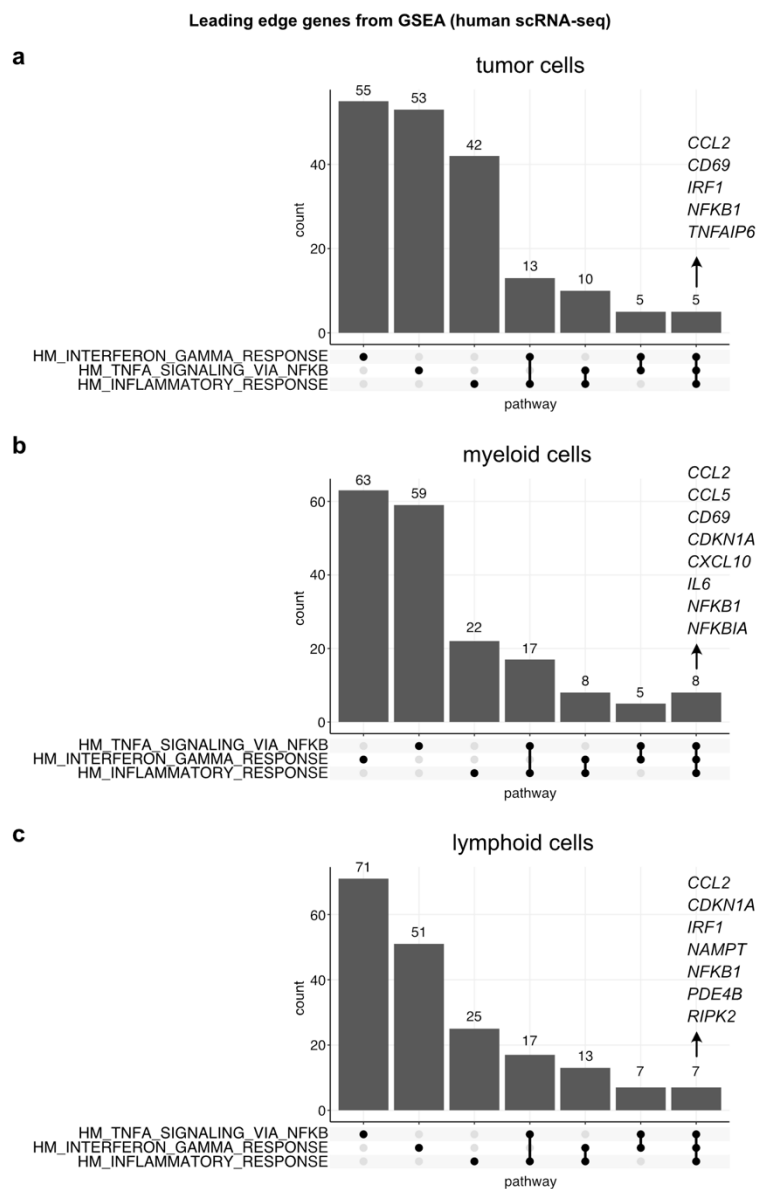 Leading edge genes from GSEA (human scRNA-seq)
a
tumor cells
55
53
42
13
10
5
5
CCL2
CD69
IRF1
NFKB1
TNFAIP6
count
40
20
0
HM_INTERFERON_GAMMA_RESPONSE
HM_TNFA_SIGNALING_VIA_NFKB
HM_INFLAMMATORY_RESPONSE
pathway
b
myeloid cells
63
59
22
17
8
5
8
CCL2
CCL5
CD69
CDKN1A
CXCL10
IL6
NFKB1
NFKBIA
count
60
40
20
0
HM_TNFA_SIGNALING_VIA_NFKB
HM_INTERFERON_GAMMA_RESPONSE
HM_INFLAMMATORY_RESPONSE
pathway
c
lymphoid cells
71
51
25
17
13
7
7
CCL2
CDKN1A
IRF1
NAMPT
NFKB1
PDE4B
RIPK2
count
60
40
20
0
HM_TNFA_SIGNALING_VIA_NFKB
HM_INTERFERON_GAMMA_RESPONSE
HM_INFLAMMATORY_RESPONSE
pathway